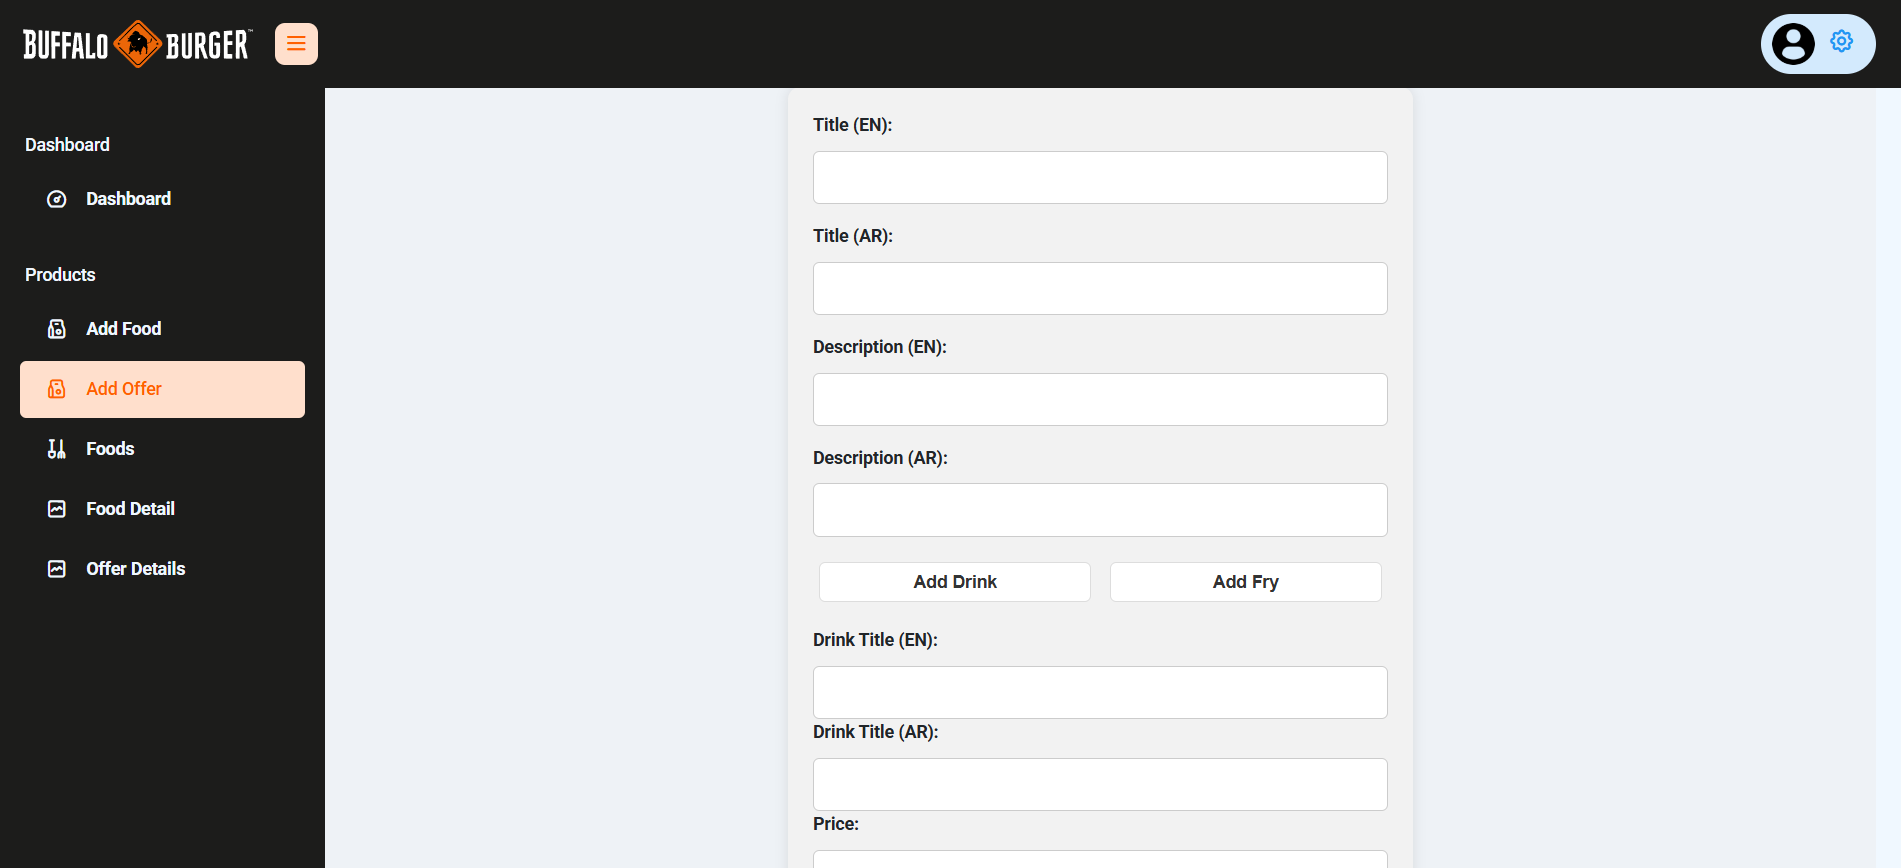 BUFFALO BURGER™
Dashboard
Dashboard
Products
Add Food
Add Offer
Foods
Food Detail
Offer Details
Title (EN):
Title (AR):
Description (EN):
Description (AR):
Add Drink
Add Fry
Drink Title (EN):
Drink Title (AR):
Price: